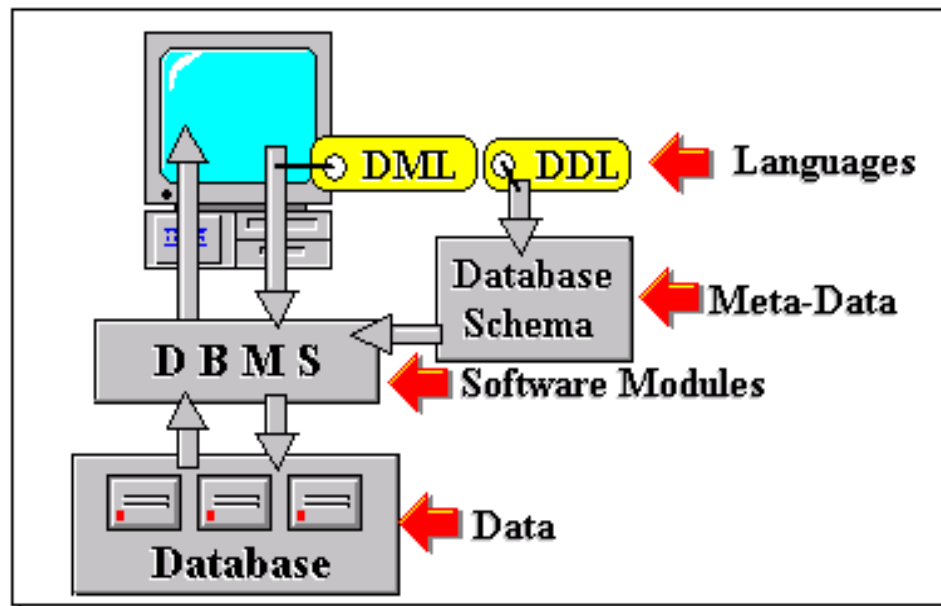 DML
DDL
Languages
Database
Schema
Meta-Data
D B M S
Software Modules
Data
Database